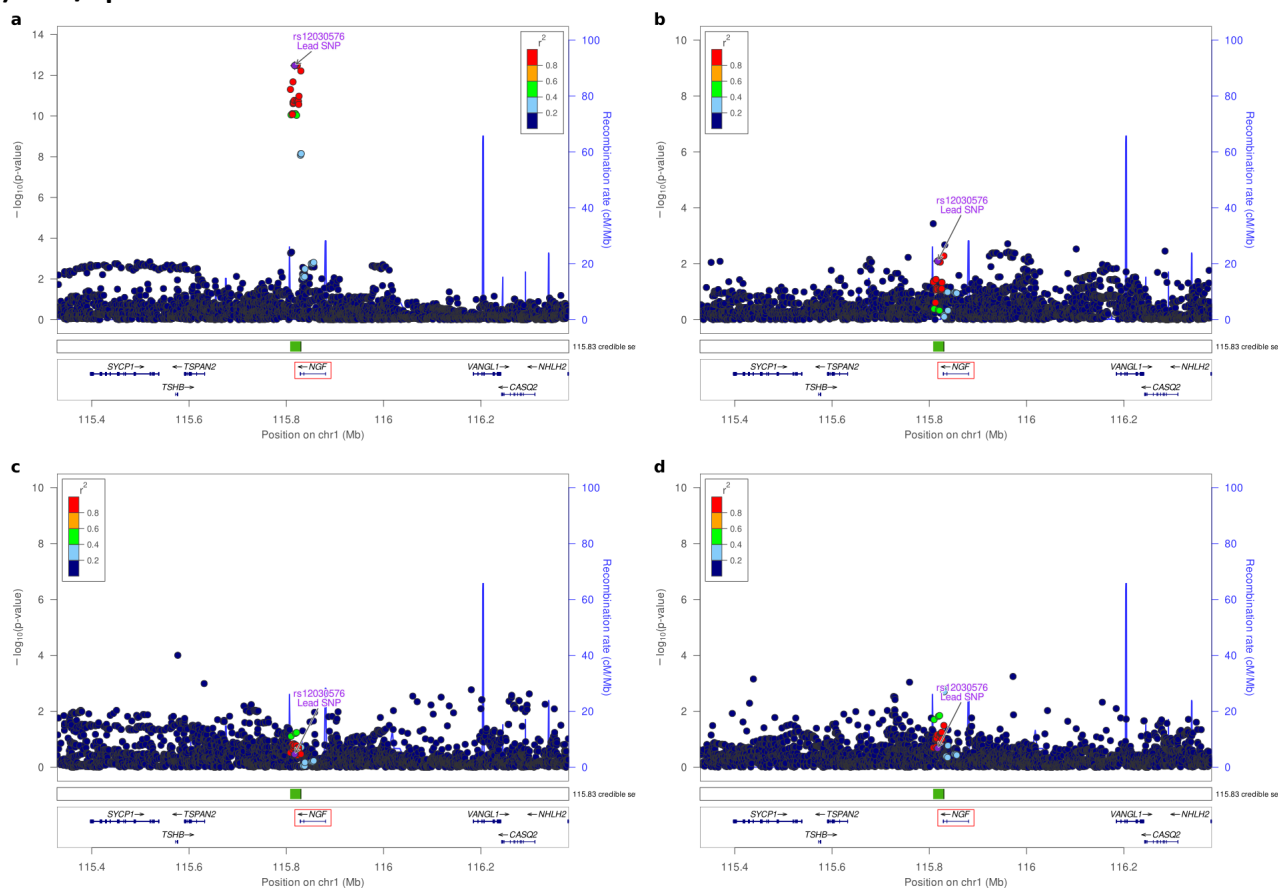 a
14
12
10
8
6
4
2
0
− log10(p-value)
100
80
60
40
20
0
Recombination rate (cM/Mb)
rs12030576
Lead SNP
r2
0.8
0.6
0.4
0.2
115.83 credible se
SYCP1→
←TSPAN2
←NGF
VANGL1→
←NHLH2
TSHB→
←CASQ2
115.4
115.6
115.8
116
116.2
Position on chr1 (Mb)
b
10
8
6
4
2
0
− log10(p-value)
100
80
60
40
20
0
Recombination rate (cM/Mb)
rs12030576
Lead SNP
r2
0.8
0.6
0.4
0.2
115.83 credible se
SYCP1→
←TSPAN2
←NGF
VANGL1→
←NHLH2
TSHB→
←CASQ2
115.4
115.6
115.8
116
116.2
Position on chr1 (Mb)
c
10
8
6
4
2
0
− log10(p-value)
100
80
60
40
20
0
Recombination rate (cM/Mb)
rs12030576
Lead SNP
r2
0.8
0.6
0.4
0.2
115.83 credible se
SYCP1→
←TSPAN2
←NGF
VANGL1→
←NHLH2
TSHB→
←CASQ2
115.4
115.6
115.8
116
116.2
Position on chr1 (Mb)
d
10
8
6
4
2
0
− log10(p-value)
100
80
60
40
20
0
Recombination rate (cM/Mb)
rs12030576
Lead SNP
r2
0.8
0.6
0.4
0.2
115.83 credible se
SYCP1→
←TSPAN2
←NGF
VANGL1→
←NHLH2
TSHB→
←CASQ2
115.4
115.6
115.8
116
116.2
Position on chr1 (Mb)